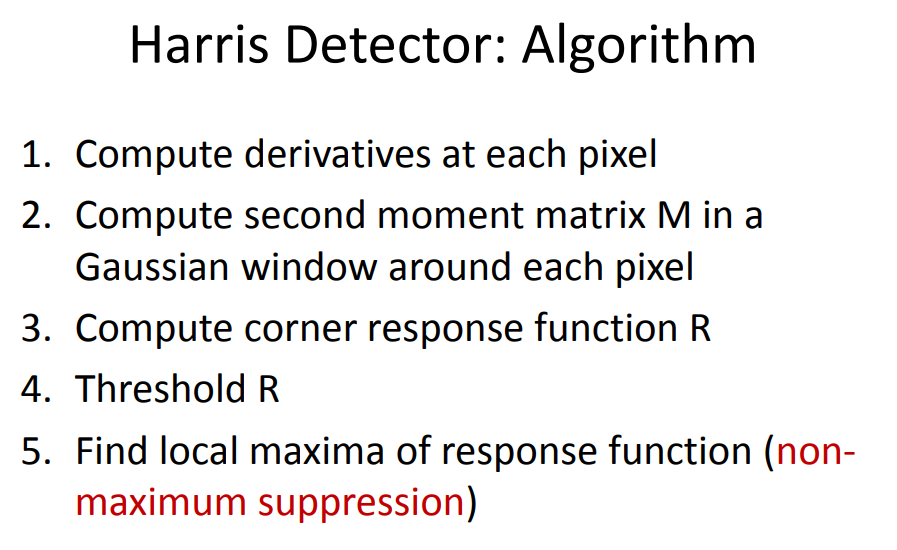 Harris Detector: Algorithm
1. Compute derivatives at each pixel
2. Compute second moment matrix M in a
Gaussian window around each pixel
3. Compute corner response function R
4. Threshold R
5. Find local maxima of response function (non-
maximum suppression)